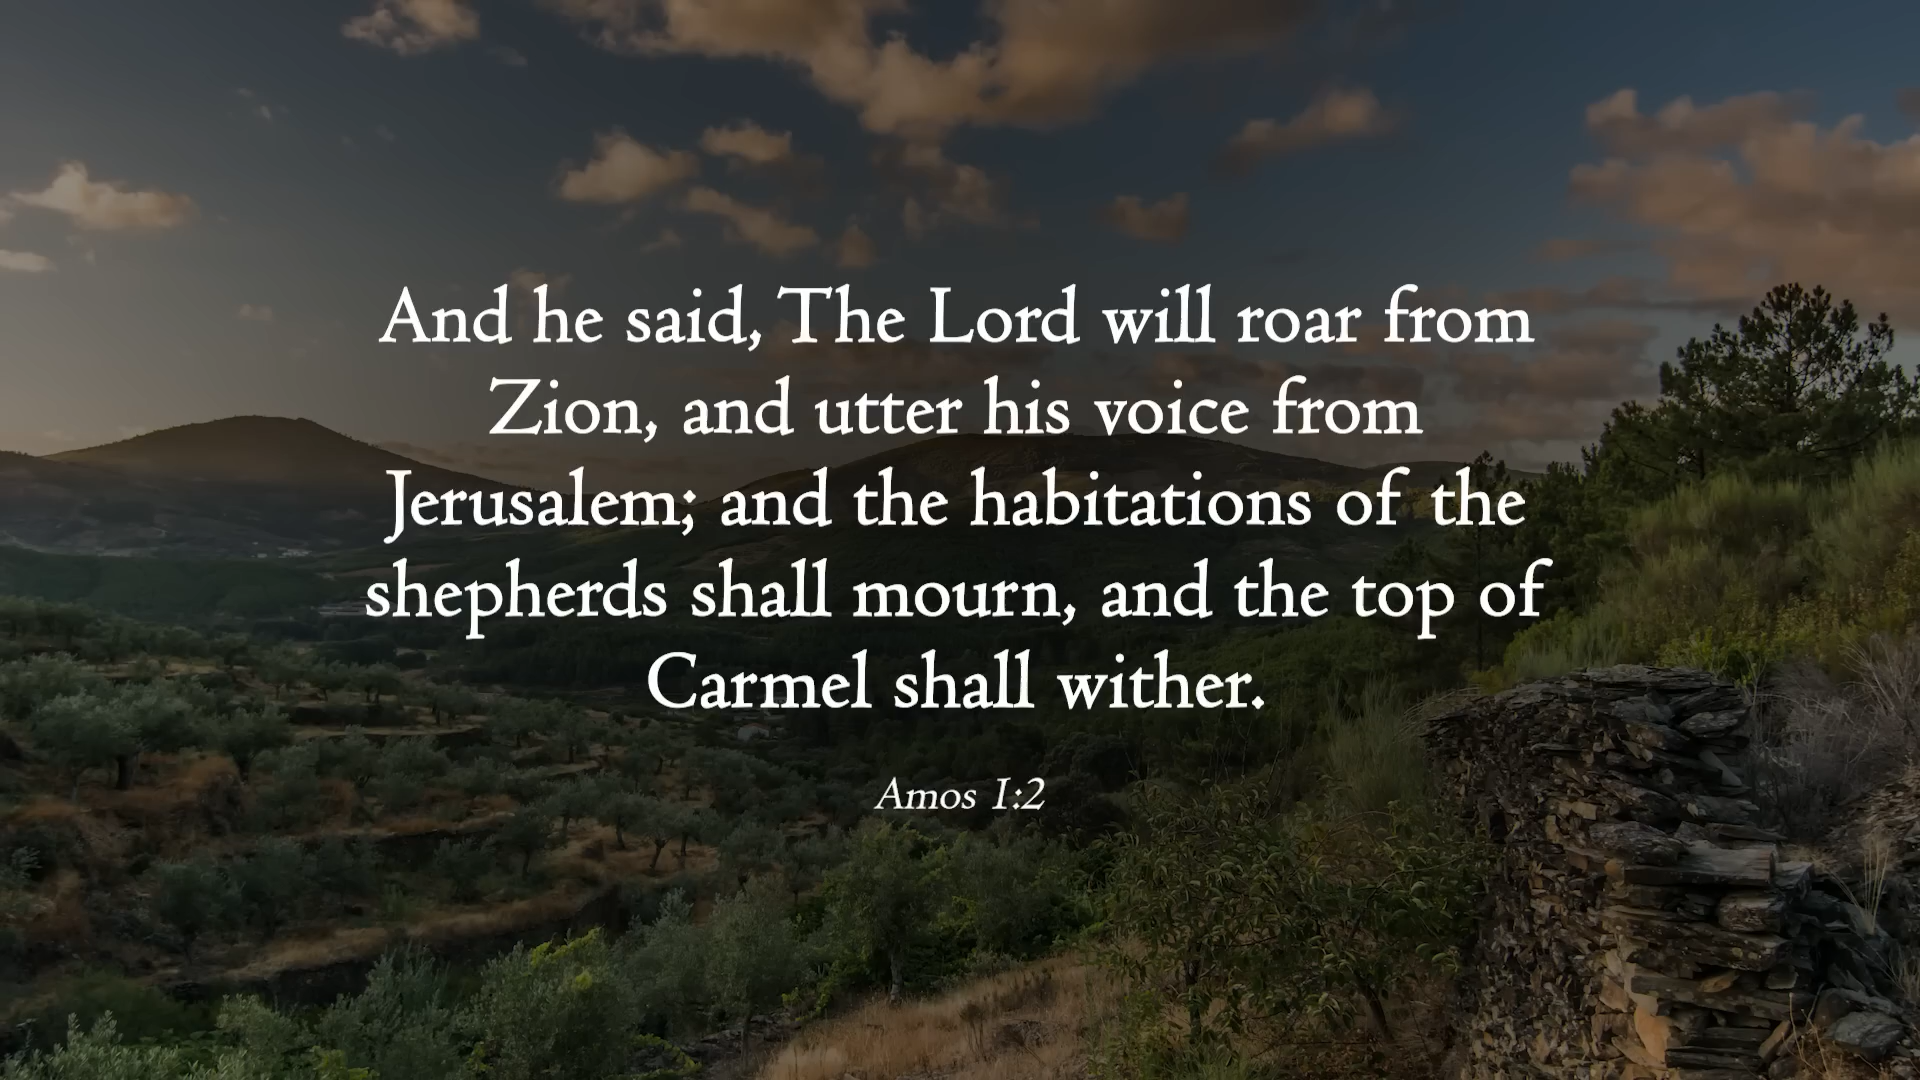 And he said, The Lord will roar from
Zion, and utter his voice from
Jerusalem; and the habitations of the
shepherds shall mourn, and the top of
Carmel shall wither.
Amos 1:2